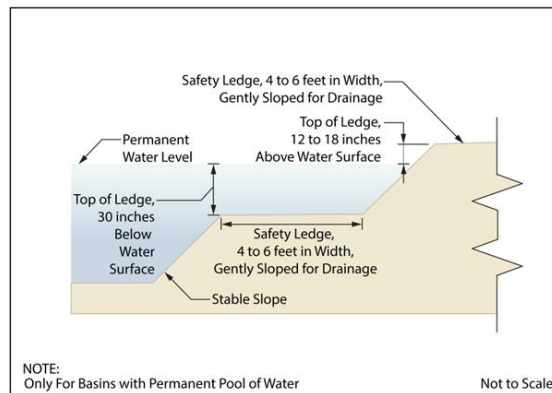 Safety Ledge, 4 to 6 feet in Width,
Gently Sloped for Drainage
Top of Ledge,
12 to 18 inches
Above Water Surface
Permanent
Water Level
Top of Ledge,
30 inches
Below
Water
Surface
Safety Ledge,
4 to 6 feet in Width,
Gently Sloped for Drainage
Stable Slope
NOTE:
Only For Basins with Permanent Pool of Water
Not to Scale